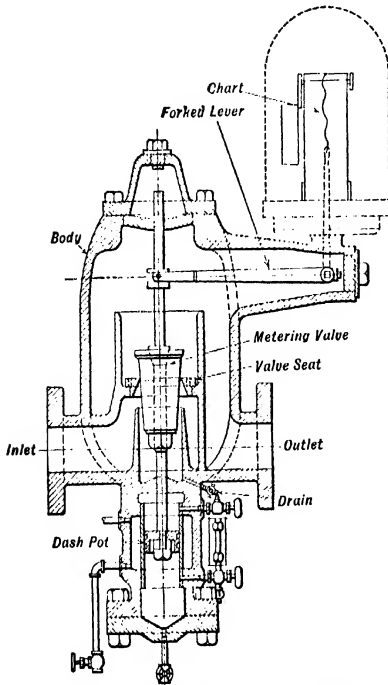 Chart
Forked Lever
Body
Metering Valve
Valve Seat
Inlet
Outlet
Drain
Dash Pot